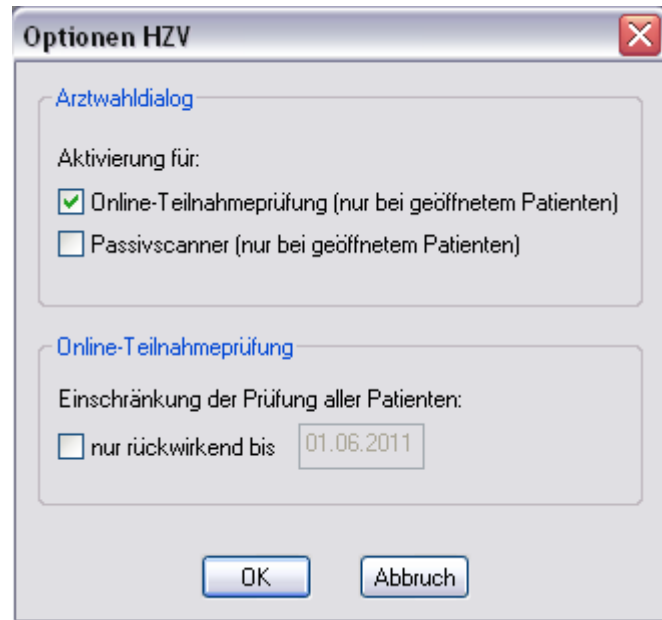 Optionen HZV
Arztwahldialog
Aktivierung für:
Online-Teilnahmeprüfung (nur bei geöffnetem Patienten)
Passivscanner (nur bei geöffnetem Patienten)
Online-Teilnahmeprüfung
Einschränkung der Prüfung aller Patienten:
nur rückwirkend bis 01.06.2011
OK Abbruch